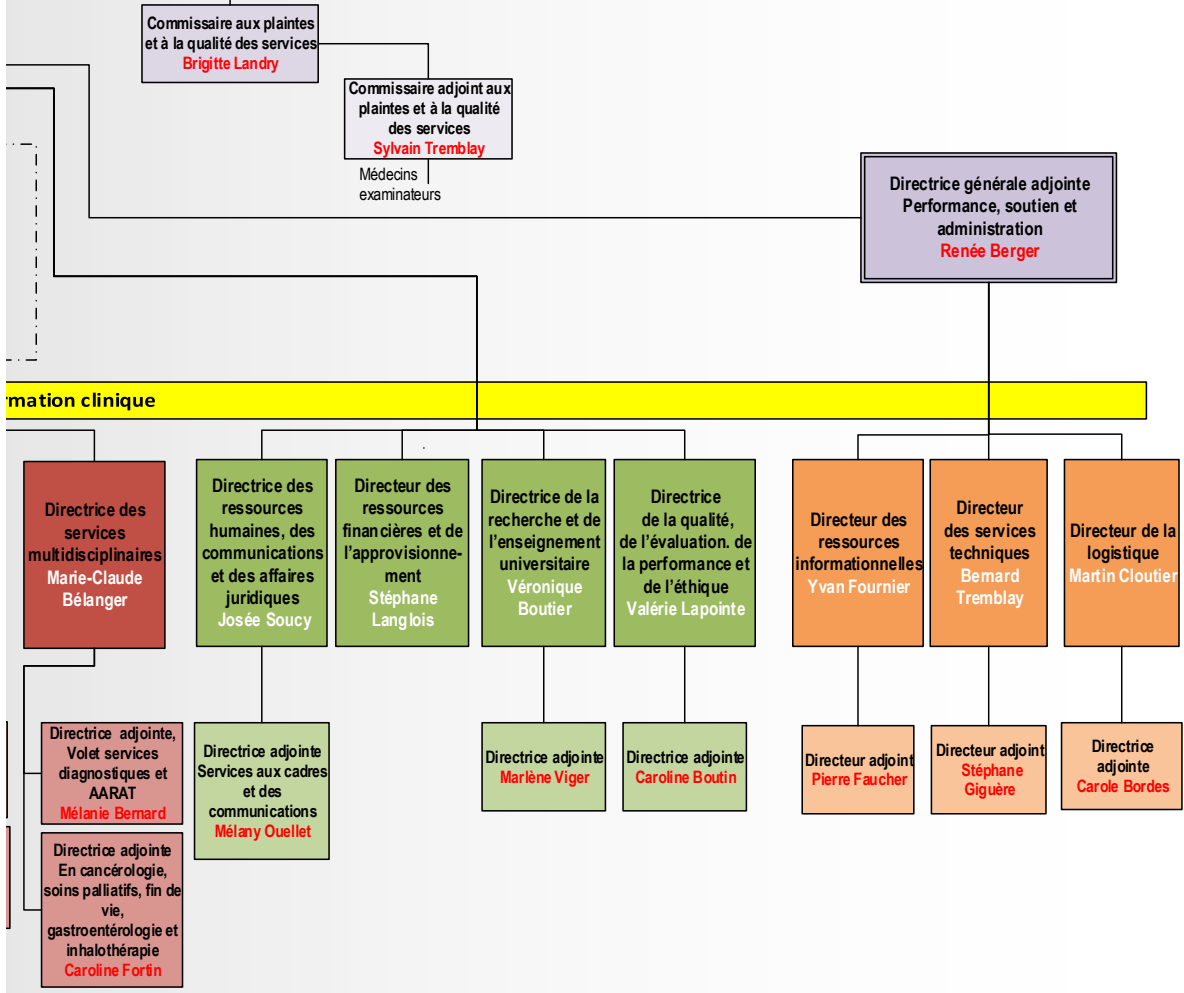 Commissaire aux plaintes
et à la qualité des services
Brigitte Landry
Commissaire adjoint aux
plaintes et à la qualité
des services
Sylvain Tremblay
Médecins
examinateurs
Directrice générale adjointe
Performance, soutien et
administration
Renée Berger
rmation clinique
Directrice des
services
multidisciplinaires
Marie-Claude
Bélanger
Directrice des
ressources
humaines, des
communications
et des affaires
juridiques
Josée Soucy
Directeur des
ressources
financières et de
l'approvisionne-
ment
Stéphane
Langlois
Directrice de la
recherche et de
l'enseignement
universitaire
Véronique
Boutier
Directrice
de la qualité,
de l'évaluation. de
la performance et
de l'éthique
Valérie Lapointe
Directeur des
ressources
informationnelles
Yvan Fournier
Directeur
des services
techniques
Bernard
Tremblay
Directeur de la
logistique
Martin Cloutier
Directrice adjointe,
Volet services
diagnostiques et
AARAT
Mélanie Bernard
Directrice adjointe
Services aux cadres
et des
communications
Mélany Ouellet
Directrice adjointe
Marlène Viger
Directrice adjointe
Caroline Boutin
Directeur adjoint
Pierre Faucher
Directeur adjoint
Stéphane
Giguère
Directrice
adjointe
Carole Bordes
Directrice adjointe
En cancérologie,
soins palliatifs, fin de
vie,
gastroentérologie et
inhalothérapie
Caroline Fortin